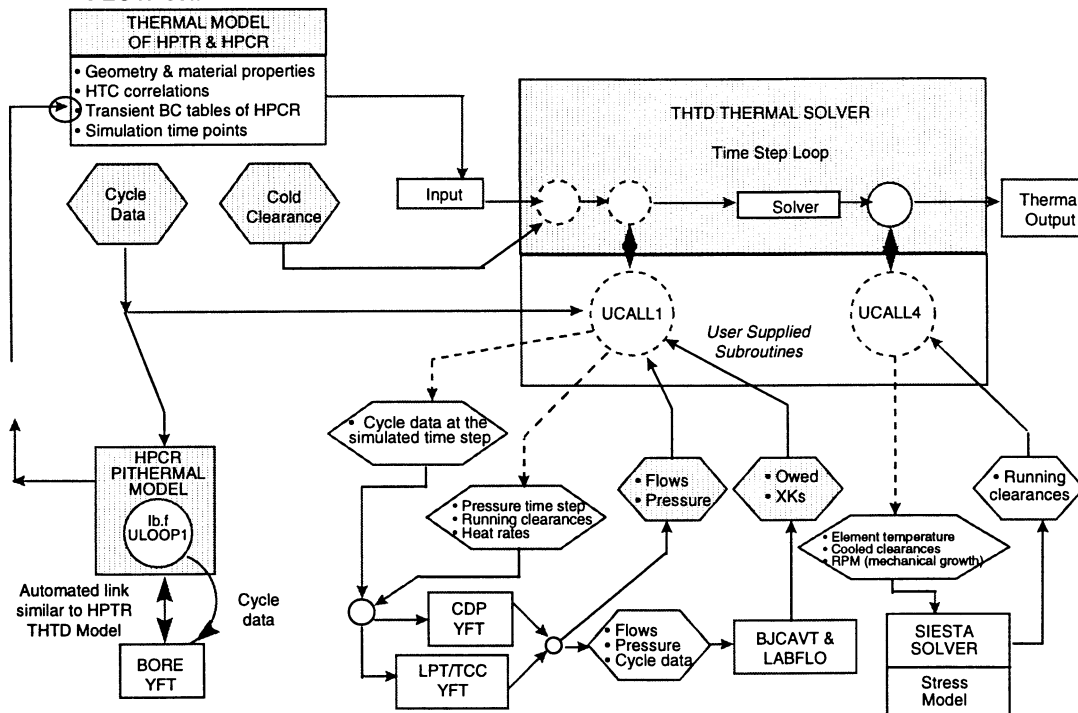 THERMAL MODEL
OF HPTR & HPCR
• Geometry & material properties
• HTC correlations
• Transient BC tables of HPCR
• Simulation time points
Cycle
Data
Cold
Clearance
Input
THTD THERMAL SOLVER
Time Step Loop
Solver
Thermal
Output
UCALL1
User Supplied
Subroutines
UCALL4
• Cycle data at the
simulated time step
• Pressure time step
• Running clearances
• Heat rates
• Flows
• Pressure
• Owed
• XKs
• Running
clearances
• Element temperature
• Cooled clearances
• RPM (mechanical growth)
HPCR
PITHERMAL
MODEL
lb.f
ULOOP1
Automated link
similar to HPTR
THTD Model
Cycle
data
BORE
YFT
CDP
YFT
LPT/TCC
YFT
• Flows
• Pressure
• Cycle data
BJCAVT &
LABFLO
SIESTA
SOLVER
Stress
Model